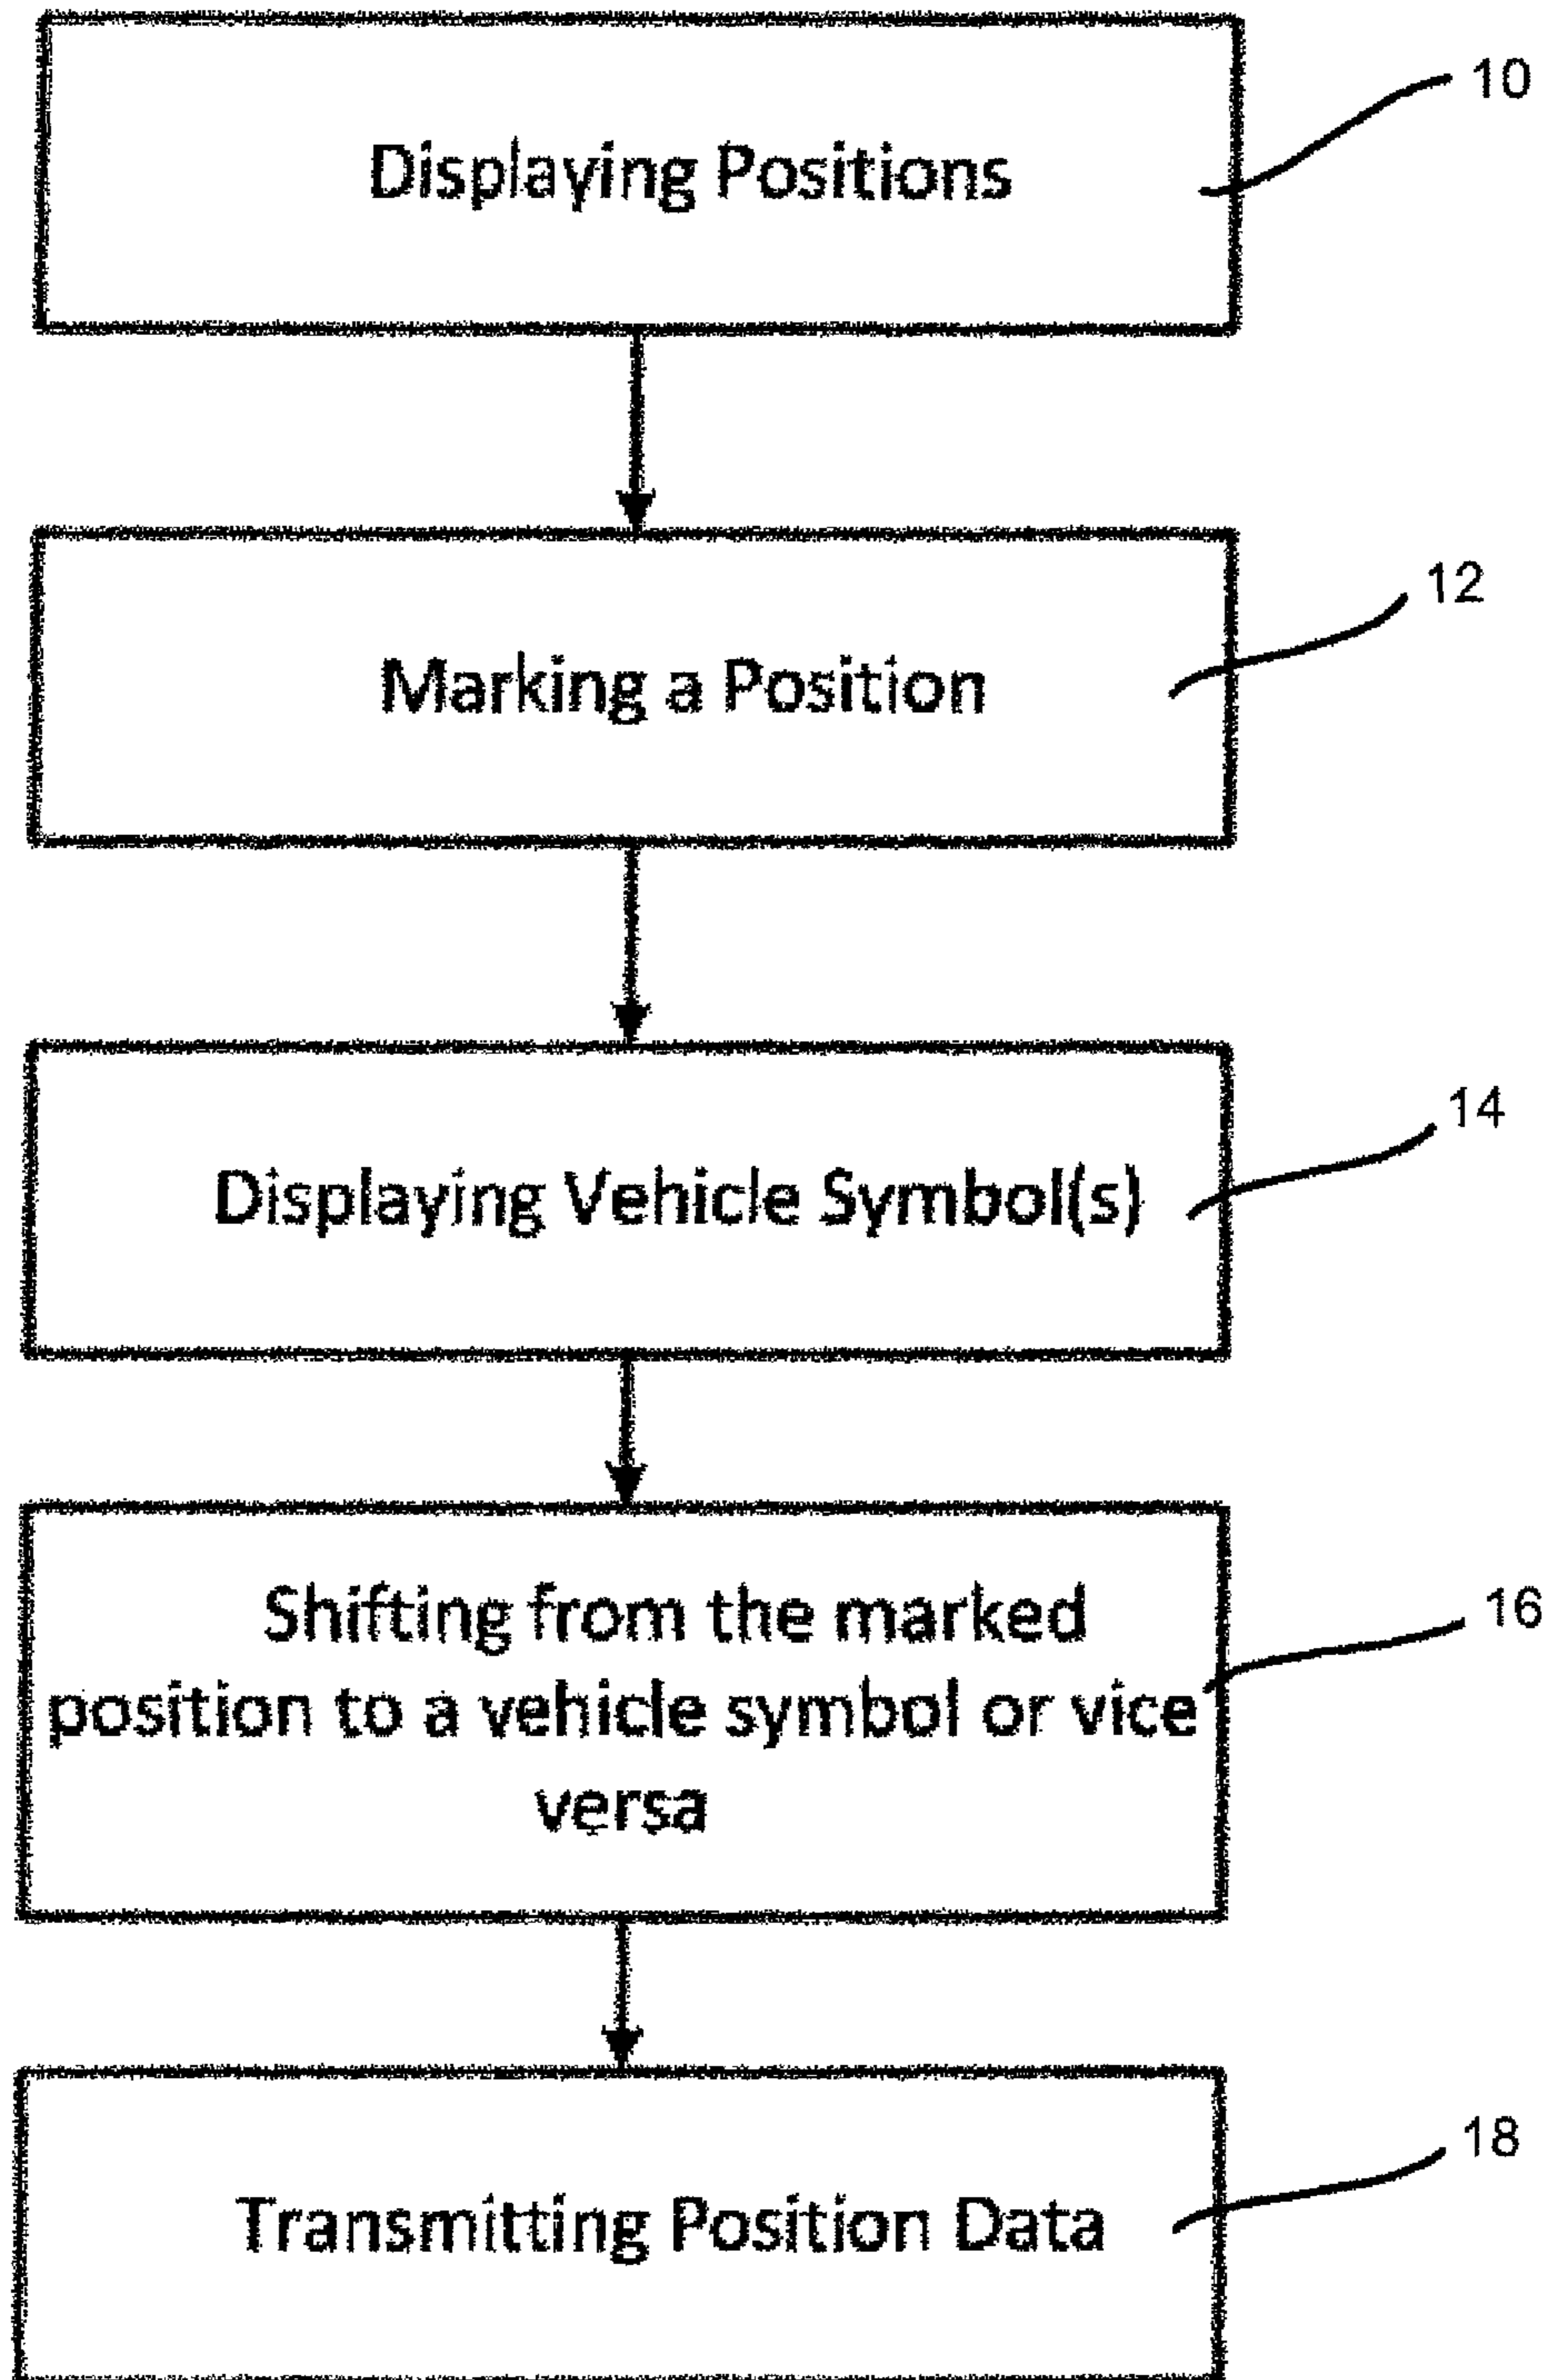 Displaying Positions
10
Marking a Position
12
Displaying Vehicle Symbol(s)
14
Shifting from the marked
position to a vehicle symbol or vice
versa
16
Transmitting Position Data
18